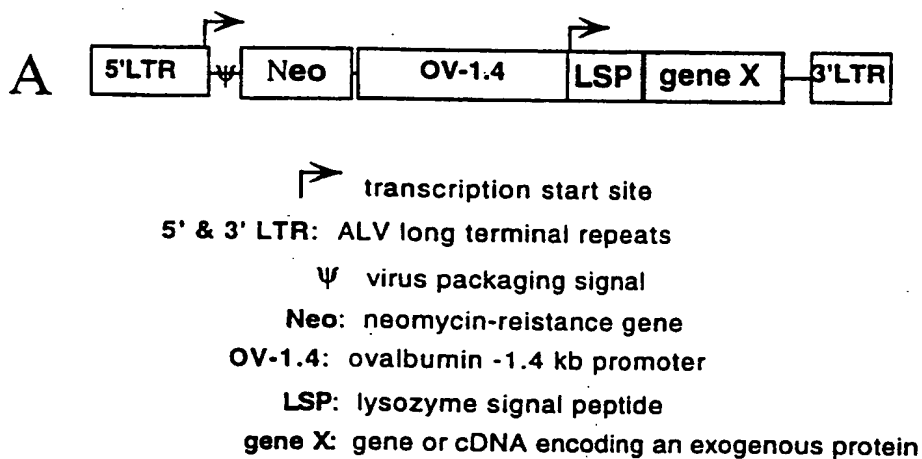 A 5'LTR ψ Neo OV-1.4 LSP gene X 3'LTR
transcription start site
5' & 3' LTR: ALV long terminal repeats
ψ virus packaging signal
Neo: neomycin-reistance gene
OV-1.4: ovalbumin -1.4 kb promoter
LSP: lysozyme signal peptide
gene X: gene or cDNA encoding an exogenous protein